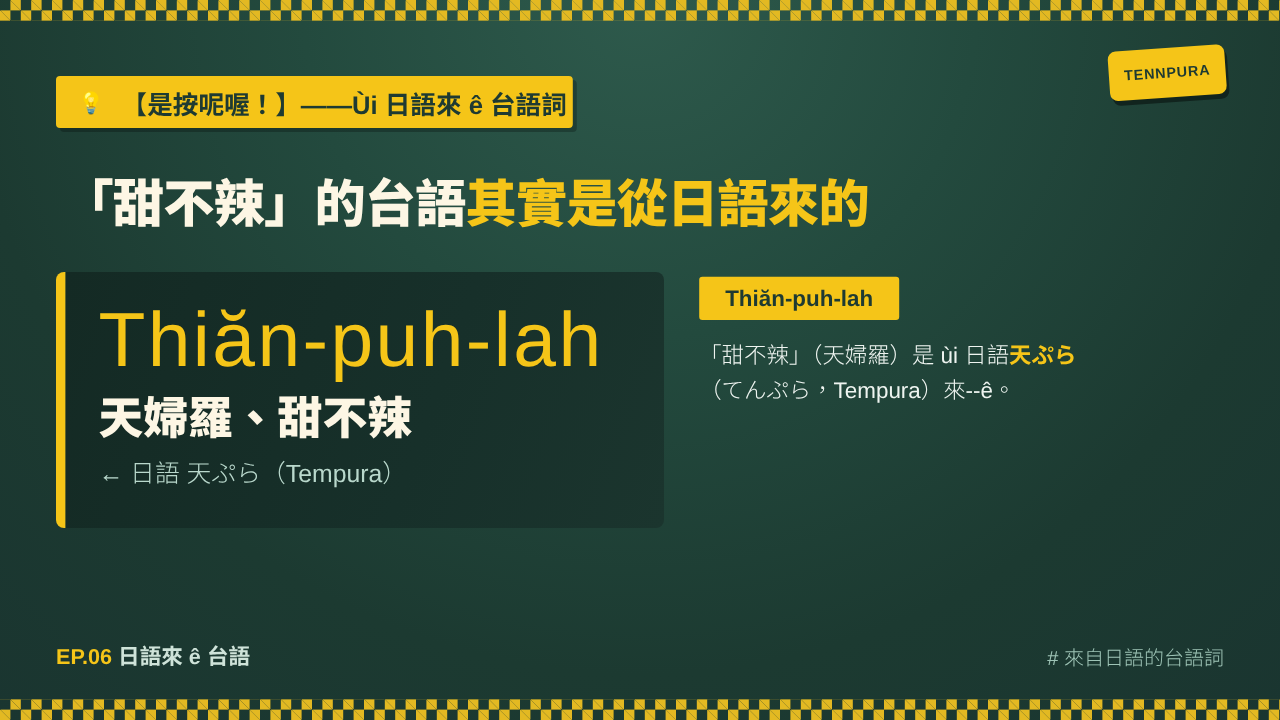 TENNPURA
💡 【是按呢喔！】——Ùi 日語來 ê 台語詞
「甜不辣」的台語其實是從日語來的
Thiăn-puh-lah
天婦羅、甜不辣
← 日語 天ぷら（Tempura）
Thiăn-puh-lah
「甜不辣」（天婦羅）是 ùi 日語天ぷら
（てんぷら，Tempura）來--ê。
EP.06 日語來 ê 台語
# 來自日語的台語詞